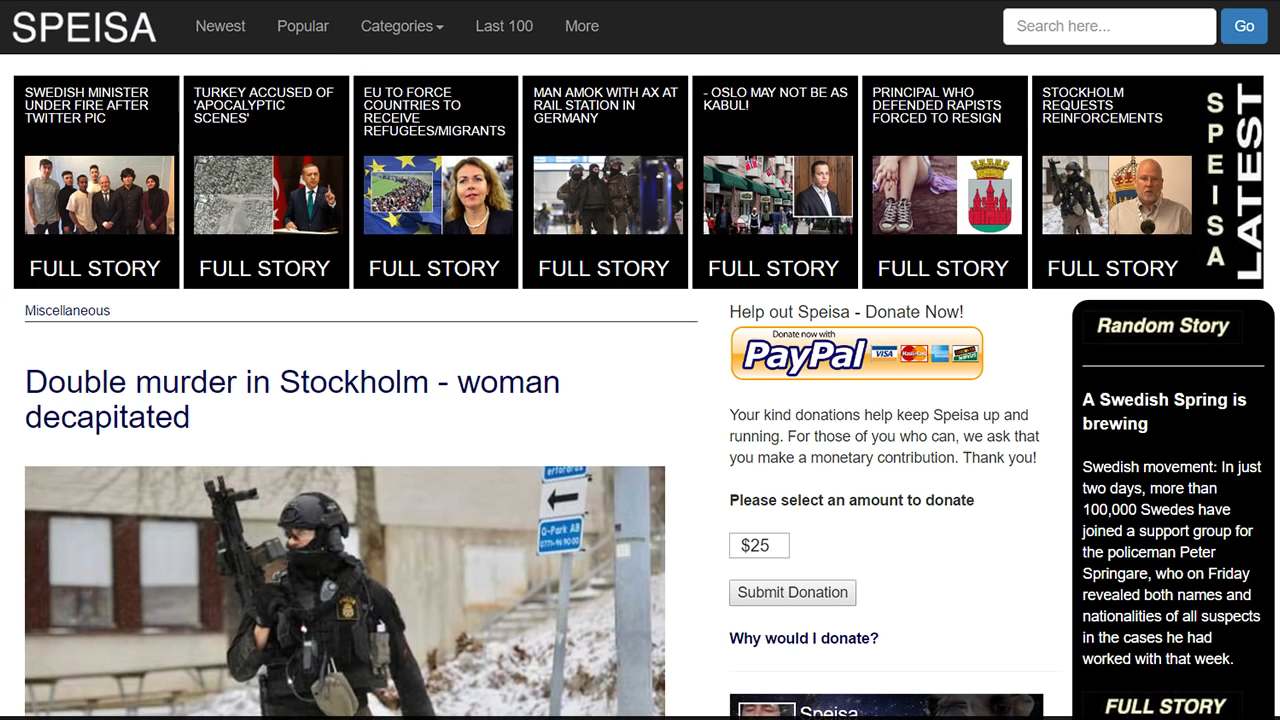 SPEISA
Newest
Popular
Categories
Last 100
More
Search here...
Go
SWEDISH MINISTER
UNDER FIRE AFTER
TWITTER PIC
FULL STORY
TURKEY ACCUSED OF
'APOCALYPTIC
SCENES'
FULL STORY
EU TO FORCE
COUNTRIES TO
RECEIVE
REFUGEES/MIGRANTS
FULL STORY
MAN AMOK WITH AX AT
RAIL STATION IN
GERMANY
FULL STORY
- OSLO MAY NOT BE AS
KABUL!
FULL STORY
PRINCIPAL WHO
DEFENDED RAPISTS
FORCED TO RESIGN
FULL STORY
STOCKHOLM
REQUESTS
REINFORCEMENTS
FULL STORY
SPEISA
LATEST
Miscellaneous
Double murder in Stockholm - woman
decapitated
Q-Park AB
Help out Speisa - Donate Now!
Donate now with
PayPal
VISA
MasterCard
Your kind donations help keep Speisa up and
running. For those of you who can, we ask that
you make a monetary contribution. Thank you!
Please select an amount to donate
$25
Submit Donation
Why would I donate?
Speisa
Random Story
A Swedish Spring is
brewing
Swedish movement: In just
two days, more than
100,000 Swedes have
joined a support group for
the policeman Peter
Springare, who on Friday
revealed both names and
nationalities of all suspects
in the cases he had
worked with that week.
FULL STORY